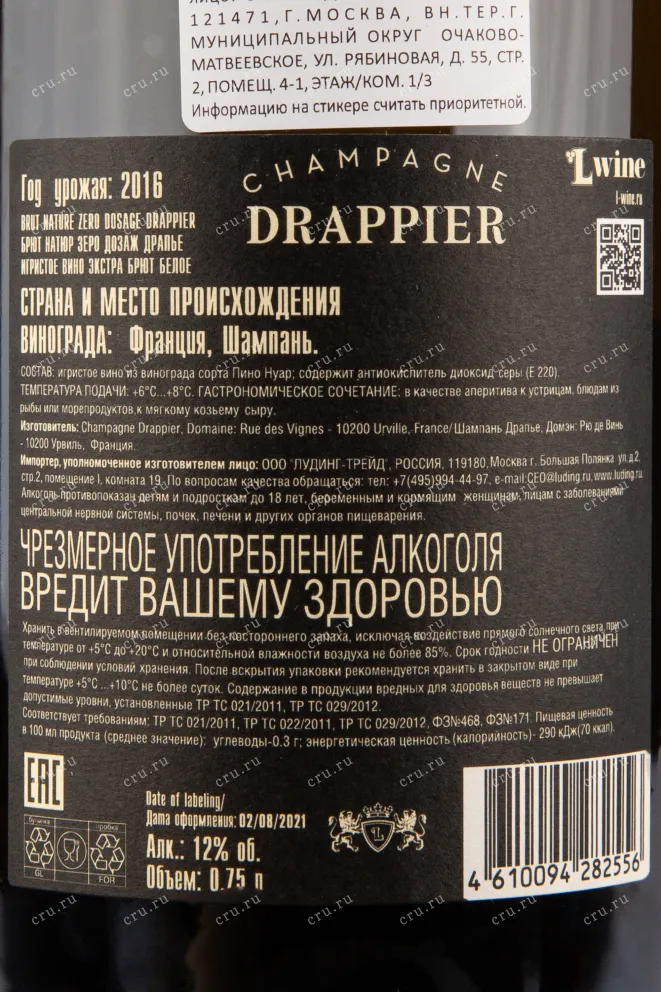 121471, Г. МОСКВА, ВН.ТЕР.Г.
МУНИЦИПАЛЬНЫЙ ОКРУГ ОЧАКОВО-
МАТВЕЕВСКОЕ, УЛ. РЯБИНОВАЯ, Д. 55, СТР.
2, ПОМЕЩ. 4-1, ЭТАЖ/КОМ. 1/3
Информацию на стикере считать приоритетной.
CHAMPAGNE
DRAPPIER
Lwine
l-wine.ru
Год урожая: 2016
BRUT NATURE ZERO DOSAGE DRAPPIER
БРЮТ НАТЮР ЗЕРО ДОЗАЖ ДРАПЬЕ
ИГРИСТОЕ ВИНО ЭКСТРА БРЮТ БЕЛОЕ
СТРАНА И МЕСТО ПРОИСХОЖДЕНИЯ
ВИНОГРАДА: Франция, Шампань.
СОСТАВ: игристое вино из винограда сорта Пино Нуар; содержит антиокислитель диоксид серы (Е 220).
ТЕМПЕРАТУРА ПОДАЧИ: +6°С...+8°С. ГАСТРОНОМИЧЕСКОЕ СОЧЕТАНИЕ: в качестве аперитива к устрицам, блюдам из
рыбы или морепродуктов,к мягкому козьему сыру.
Изготовитель: Champagne Drappier, Domaine: Rue des Vignes - 10200 Urville, France/ Шампань Драпье, Домэн: Рю де Винь
- 10200 Урвиль, Франция.
Импортер, уполномоченное изготовителем лицо: ООО "ЛУДИНГ-ТРЕЙД", РОССИЯ, 119180, Москва г. Большая Полянка ул,д.2,
стр.2, помещение I, комната 19. По вопросам качества обращаться: тел: +7(495)994-44-97, e-mail:CEO@luding.ru, www.luding.ru
Алкоголь противопоказан детям и подросткам до 18 лет, беременным и кормящим женщинам, лицам с заболеваниями
центральной нервной системы, почек, печени и других органов пищеварения.
ЧРЕЗМЕРНОЕ УПОТРЕБЛЕНИЕ АЛКОГОЛЯ
ВРЕДИТ ВАШЕМУ ЗДОРОВЬЮ
Хранить в вентилируемом помещении без постороннего запаха, исключая воздействие прямого солнечного света при
температуре от +5°С до +20°С и относительной влажности воздуха не более 85%. Срок годности НЕ ОГРАНИЧЕН
при соблюдении условий хранения. После вскрытия упаковки рекомендуется хранить в закрытом виде при
температуре +5°С ...+10°С не более суток. Содержание в продукции вредных для здоровья веществ не превышает
допустимые уровни, установленные ТР ТС 021/2011, ТР ТС 029/2012.
Соответствует требованиям: ТР ТС 021/2011, ТР ТС 022/2011, ТР ТС 029/2012, ФЗ№468, ФЗ№171. Пищевая ценность
в 100 мл продукта (среднее значение): углеводы-0.3 г; энергетическая ценность (калорийность)- 290 кДж(70 ккал).
EAC
бутылка
пробка
GL
FOR
Date of labeling/
Дата оформления: 02/08/2021
Алк.: 12% об.
Объем: 0.75 л
L
4 610094 282556
cru.ru